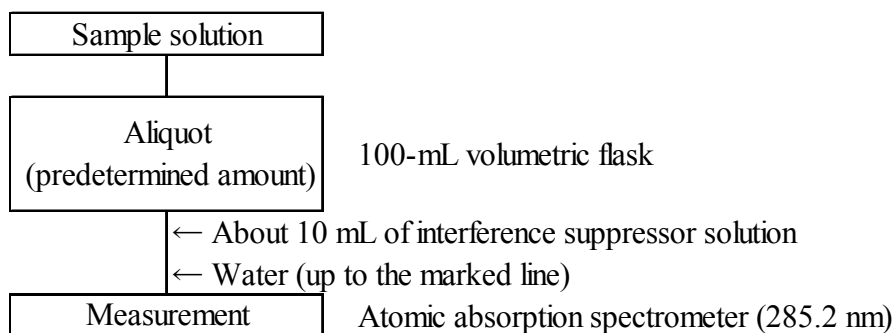 Sample solution
Aliquot
(predetermined amount)
100-mL volumetric flask
← About 10 mL of interference suppressor solution
← Water (up to the marked line)
Measurement
Atomic absorption spectrometer (285.2 nm)